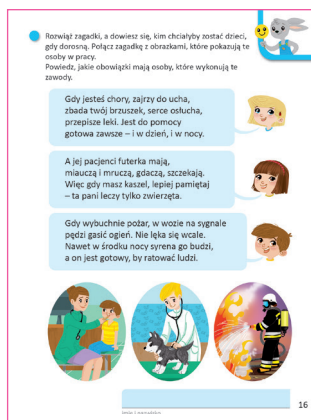 Rozwiąż zagadki, a dowiesz się, kim chciałyby zostać dzieci,
gdy dorosną. Połącz zagadkę z obrazkami, które pokazują te
osoby w pracy.
Powiedz, jakie obowiązki mają osoby, które wykonują te
zawody.
Gdy jesteś chory, zajrzy do ucha,
zbada twój brzuszek, serce osłucha,
przepisze leki. Jest do pomocy
gotowa zawsze – i w dzień, i w nocy.
A jej pacjenci futerka mają,
miauczą i mruczą, gdaczą, szczekają.
Więc gdy masz kaszel, lepiej pamiętaj
– ta pani leczy tylko zwierzęta.
Gdy wybuchnie pożar, w wozie na sygnale
pędzi gasić ogień. Nie lęka się wcale.
Nawet w środku nocy syrena go budzi,
a on jest gotowy, by ratować ludzi.
16